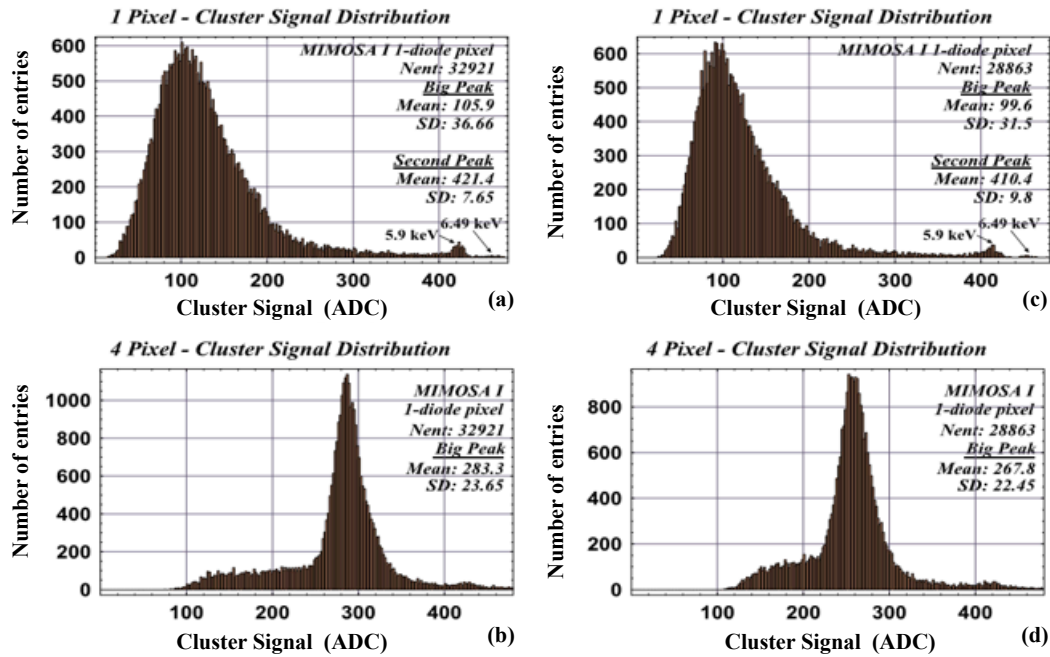 1 Pixel - Cluster Signal Distribution
Number of entries
600
500
400
300
200
100
0
MIMOSA I 1-diode pixel
Nent: 32921
Big Peak
Mean: 105.9
SD: 36.66
Second Peak
Mean: 421.4
SD: 7.65
6.49 keV
5.9 keV
100 200 300 400
Cluster Signal (ADC) (a)
1 Pixel - Cluster Signal Distribution
Number of entries
600
500
400
300
200
100
0
MIMOSA I 1-diode pixel
Nent: 28863
Big Peak
Mean: 99.6
SD: 31.5
Second Peak
Mean: 410.4
SD: 9.8
6.49 keV
5.9 keV
100 200 300 400
Cluster Signal (ADC) (c)
4 Pixel - Cluster Signal Distribution
Number of entries
1000
800
600
400
200
0
MIMOSA I
1-diode pixel
Nent: 32921
Big Peak
Mean: 283.3
SD: 23.65
100 200 300 400
Cluster Signal (ADC) (b)
4 Pixel - Cluster Signal Distribution
Number of entries
800
600
400
200
0
MIMOSA I
1-diode pixel
Nent: 28863
Big Peak
Mean: 267.8
SD: 22.45
100 200 300 400
Cluster Signal (ADC) (d)